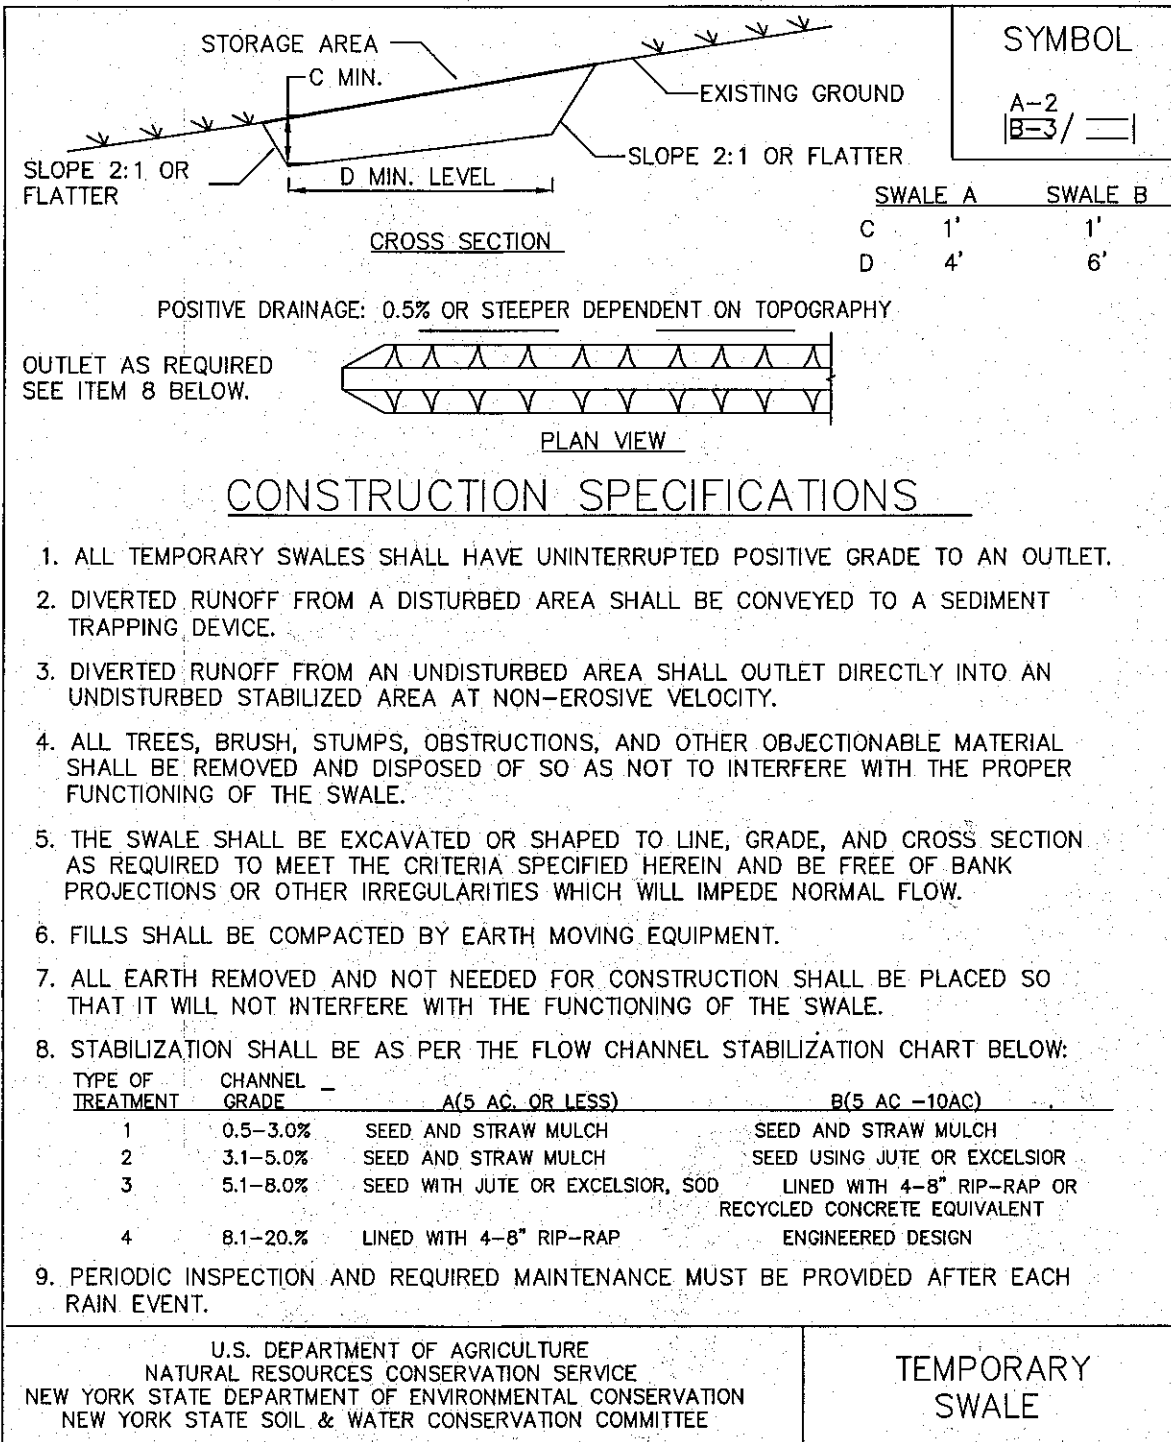 STORAGE AREA
C MIN.
EXISTING GROUND
SLOPE 2:1 OR
FLATTER
D MIN. LEVEL
SLOPE 2:1 OR FLATTER
CROSS SECTION
SYMBOL
A-2
B-3/
SWALE A SWALE B
C 1' 1'
D 4' 6'
POSITIVE DRAINAGE: 0.5% OR STEEPER DEPENDENT ON TOPOGRAPHY
OUTLET AS REQUIRED
SEE ITEM 8 BELOW.
PLAN VIEW
CONSTRUCTION SPECIFICATIONS
1. ALL TEMPORARY SWALES SHALL HAVE UNINTERRUPTED POSITIVE GRADE TO AN OUTLET.
2. DIVERTED RUNOFF FROM A DISTURBED AREA SHALL BE CONVEYED TO A SEDIMENT
TRAPPING DEVICE.
3. DIVERTED RUNOFF FROM AN UNDISTURBED AREA SHALL OUTLET DIRECTLY INTO AN
UNDISTURBED STABILIZED AREA AT NON-EROSIVE VELOCITY.
4. ALL TREES, BRUSH, STUMPS, OBSTRUCTIONS, AND OTHER OBJECTIONABLE MATERIAL
SHALL BE REMOVED AND DISPOSED OF SO AS NOT TO INTERFERE WITH THE PROPER
FUNCTIONING OF THE SWALE.
5. THE SWALE SHALL BE EXCAVATED OR SHAPED TO LINE, GRADE, AND CROSS SECTION
AS REQUIRED TO MEET THE CRITERIA SPECIFIED HEREIN AND BE FREE OF BANK
PROJECTIONS OR OTHER IRREGULARITIES WHICH WILL IMPEDE NORMAL FLOW.
6. FILLS SHALL BE COMPACTED BY EARTH MOVING EQUIPMENT.
7. ALL EARTH REMOVED AND NOT NEEDED FOR CONSTRUCTION SHALL BE PLACED SO
THAT IT WILL NOT INTERFERE WITH THE FUNCTIONING OF THE SWALE.
8. STABILIZATION SHALL BE AS PER THE FLOW CHANNEL STABILIZATION CHART BELOW:
TYPE OF CHANNEL
TREATMENT GRADE A(5 AC. OR LESS) B(5 AC -10AC)
1 0.5-3.0% SEED AND STRAW MULCH SEED AND STRAW MULCH
2 3.1-5.0% SEED AND STRAW MULCH SEED USING JUTE OR EXCELSIOR
3 5.1-8.0% SEED WITH JUTE OR EXCELSIOR, SOD LINED WITH 4-8" RIP-RAP OR
RECYCLED CONCRETE EQUIVALENT
4 8.1-20.% LINED WITH 4-8" RIP-RAP ENGINEERED DESIGN
9. PERIODIC INSPECTION AND REQUIRED MAINTENANCE MUST BE PROVIDED AFTER EACH
RAIN EVENT.
U.S. DEPARTMENT OF AGRICULTURE
NATURAL RESOURCES CONSERVATION SERVICE
NEW YORK STATE DEPARTMENT OF ENVIRONMENTAL CONSERVATION
NEW YORK STATE SOIL & WATER CONSERVATION COMMITTEE
TEMPORARY
SWALE